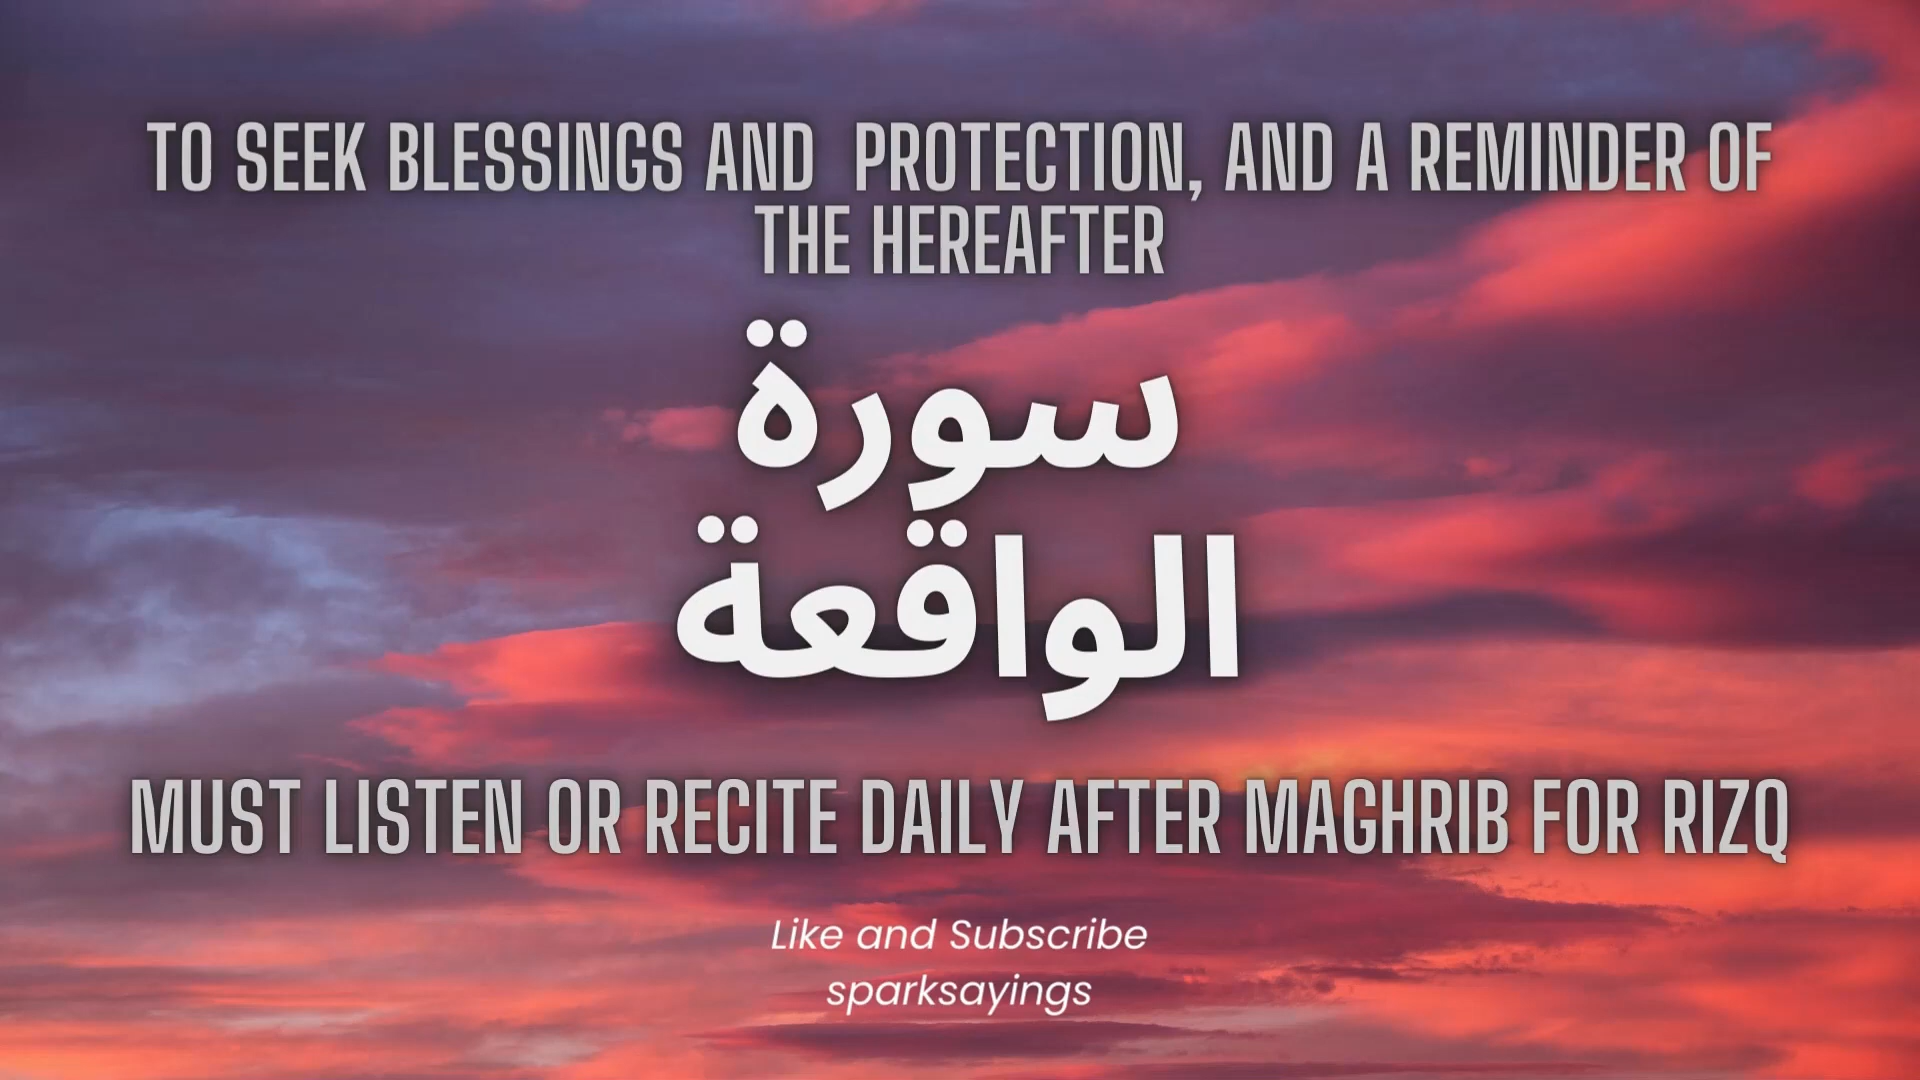 TO SEEK BLESSINGS AND PROTECTION, AND A REMINDER OF
THE HEREAFTER
سورة
الواقعة
MUST LISTEN OR RECITE DAILY AFTER MAGHRIB FOR RIZQ
Like and Subscribe
sparksayings